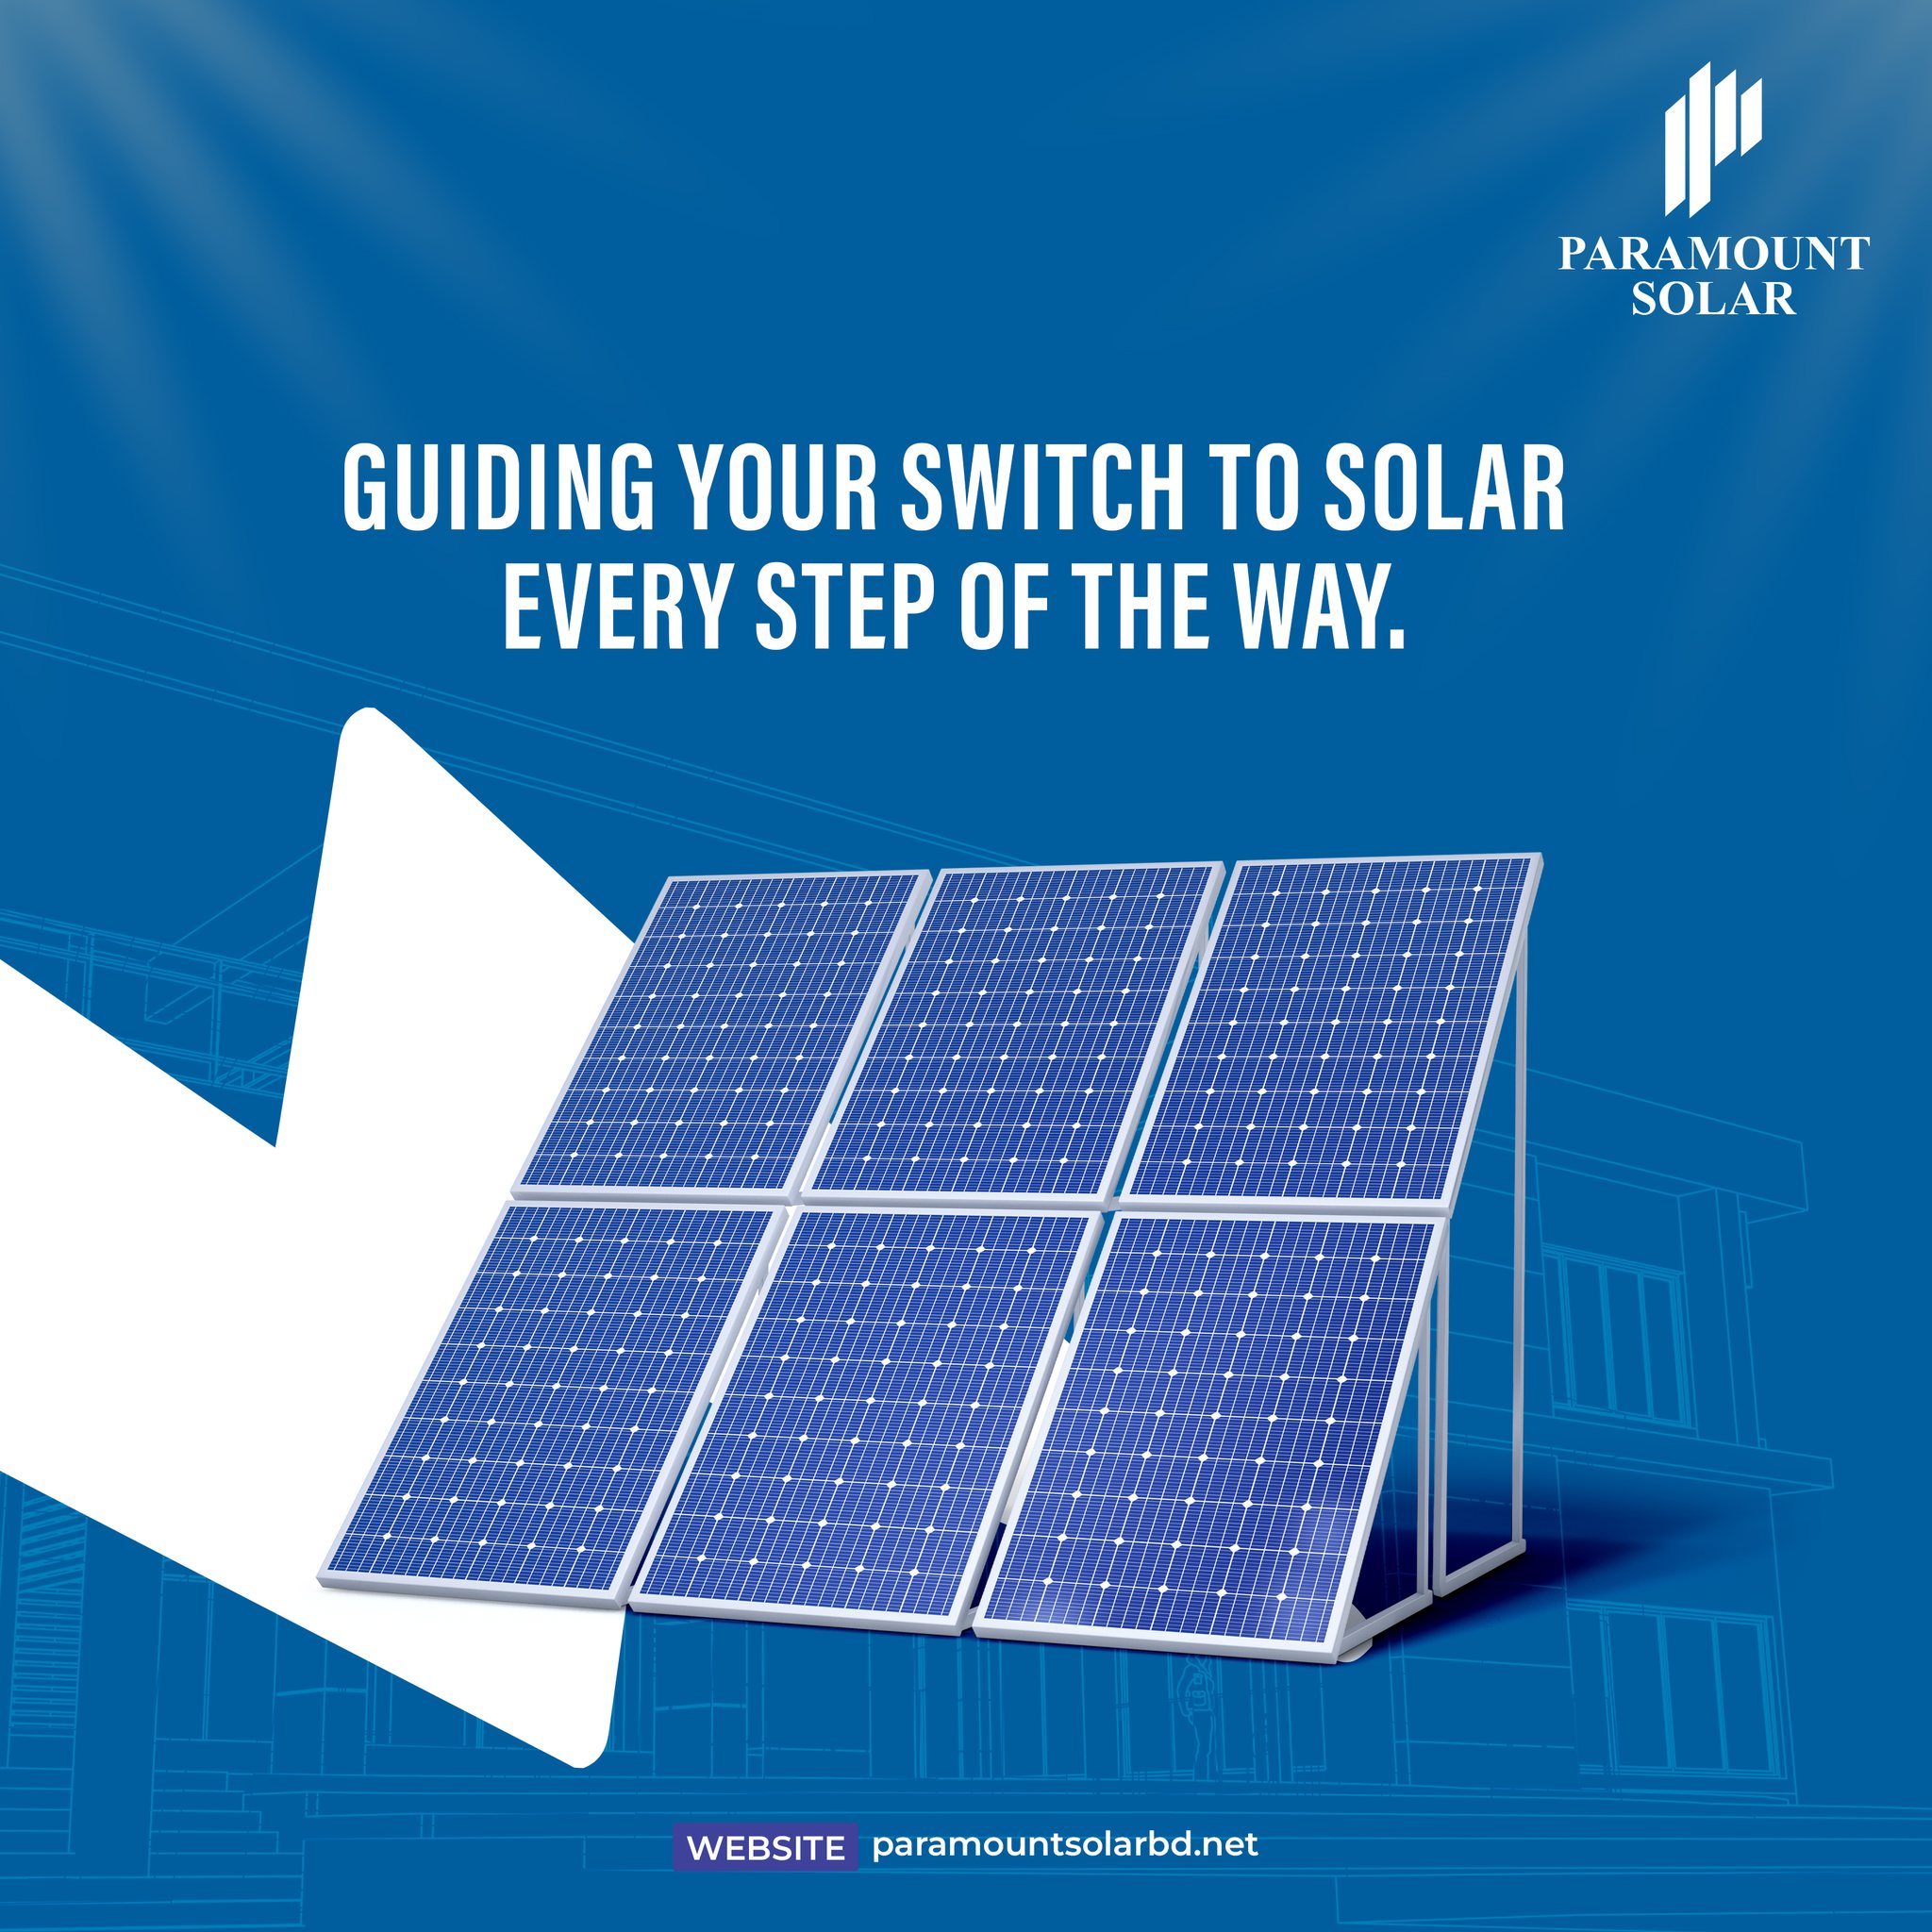 PARAMOUNT
SOLAR
GUIDING YOUR SWITCH TO SOLAR
EVERY STEP OF THE WAY.
WEBSITE paramountsolarbd.net